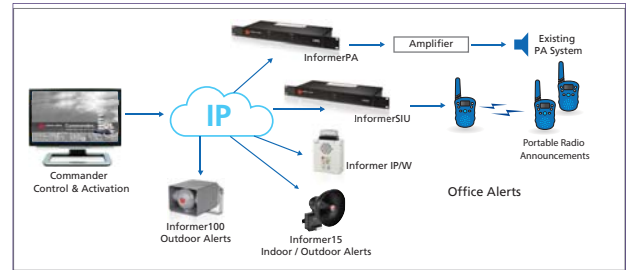 InformerPA
Amplifier
Existing
PA System
IP
InformerSIU
Portable Radio
Announcements
Commander
Control & Activation
Informer IP/W
Office Alerts
Informer100
Outdoor Alerts
Informer15
Indoor / Outdoor Alerts